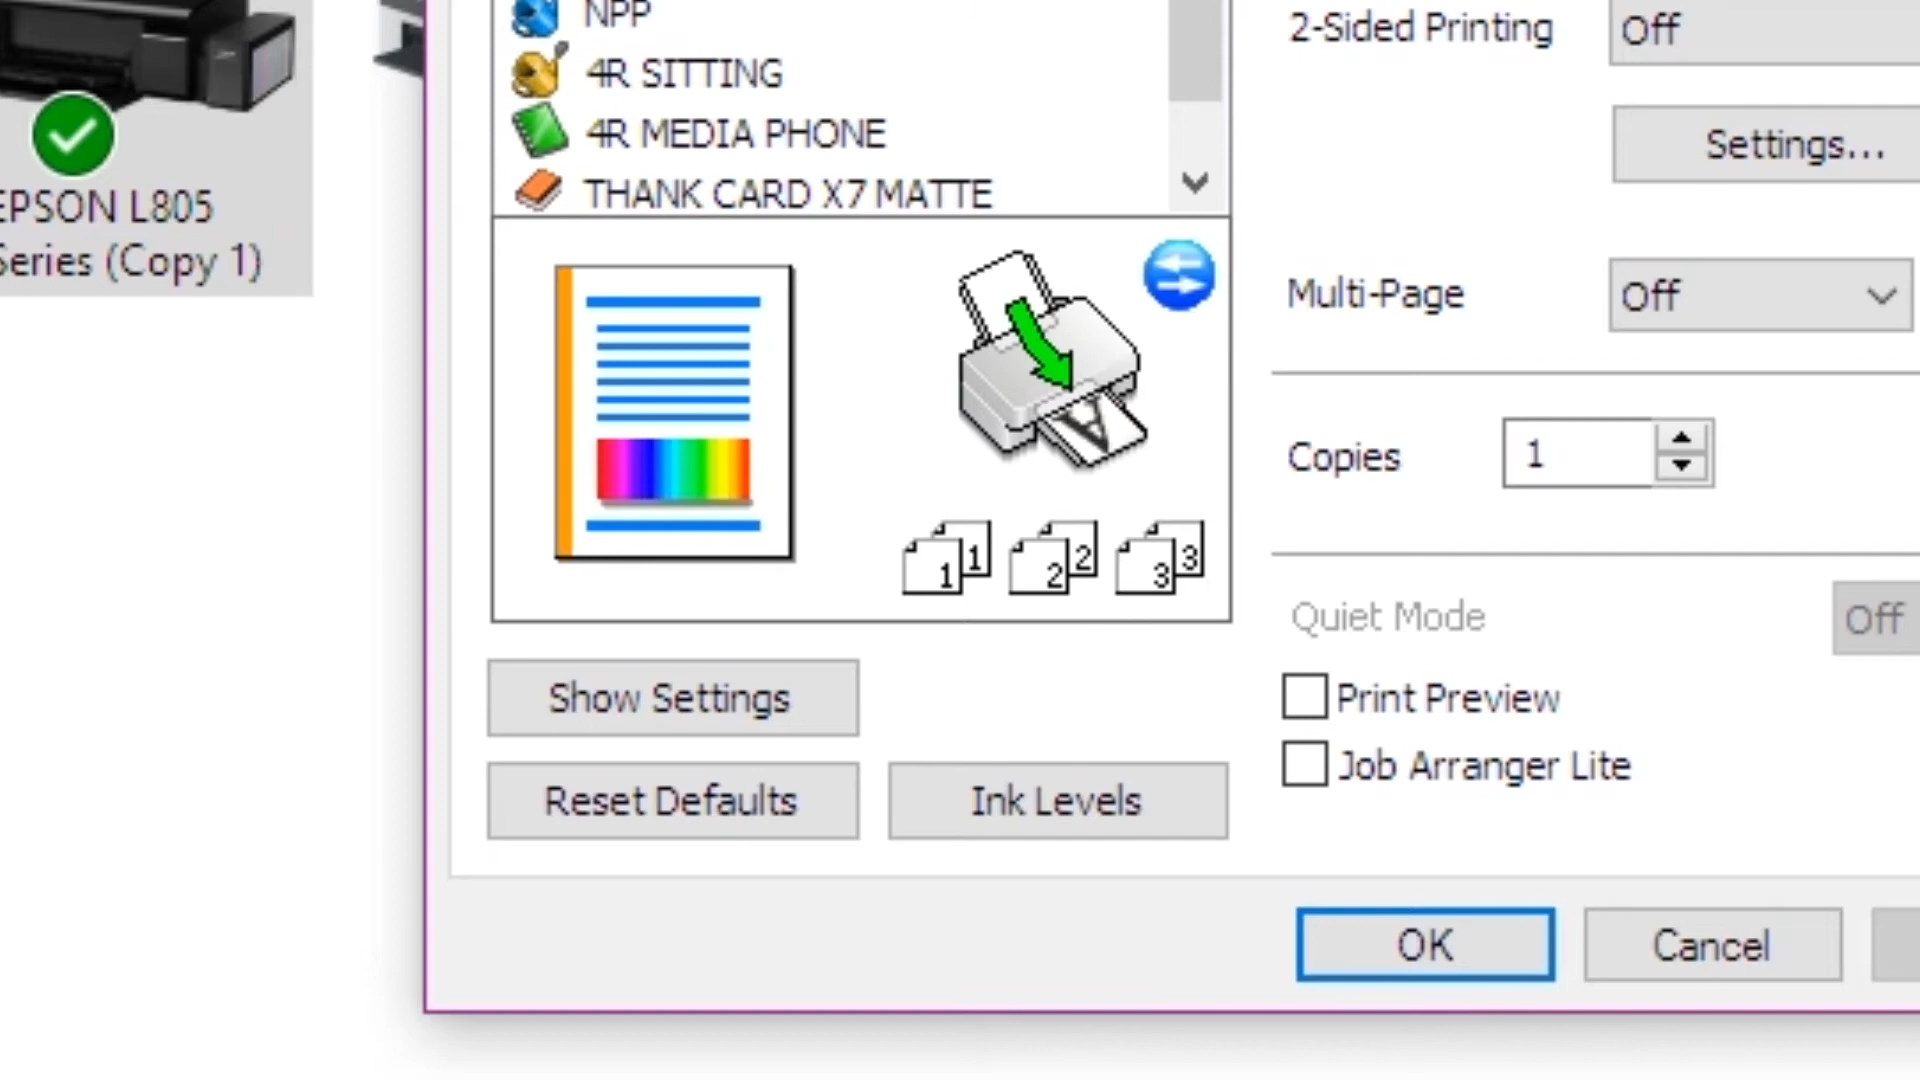 EPSON L805
Series (Copy 1)
NPP
4R SITTING
4R MEDIA PHONE
THANK CARD X7 MATTE
A
1 1 2 2 3 3
Show Settings
Reset Defaults
Ink Levels
2-Sided Printing
Off
Settings...
Multi-Page
Off
Copies
1
Quiet Mode
Off
Print Preview
Job Arranger Lite
OK
Cancel